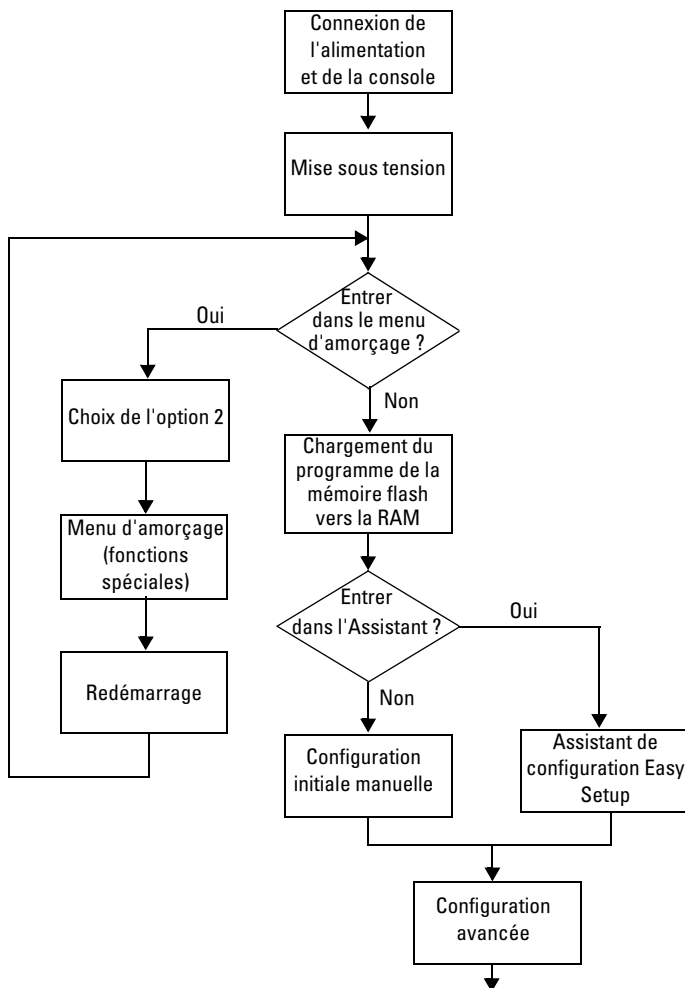 Connexion de
l'alimentation
et de la console
Mise sous tension
Entrer
dans le menu
d'amorçage ?
Oui
Non
Choix de l'option 2
Menu d'amorçage
(fonctions
spéciales)
Redémarrage
Chargement du
programme de la
mémoire flash
vers la RAM
Entrer
dans l'Assistant ?
Oui
Non
Configuration
initiale manuelle
Assistant de
configuration Easy
Setup
Configuration
avancée